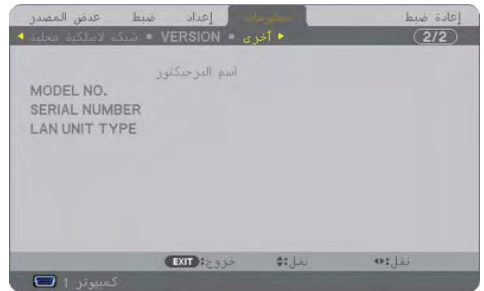 عرض المصدر ضبط إعداد معلومات إعادة ضبط
◀ شبكة لاسلكية محلية • VERSION • أخرى ▶ 2/2
اسم البرجيكتور
MODEL NO.
SERIAL NUMBER
LAN UNIT TYPE
EXIT :خروج نقل: نقل:
كمبيوتر 1